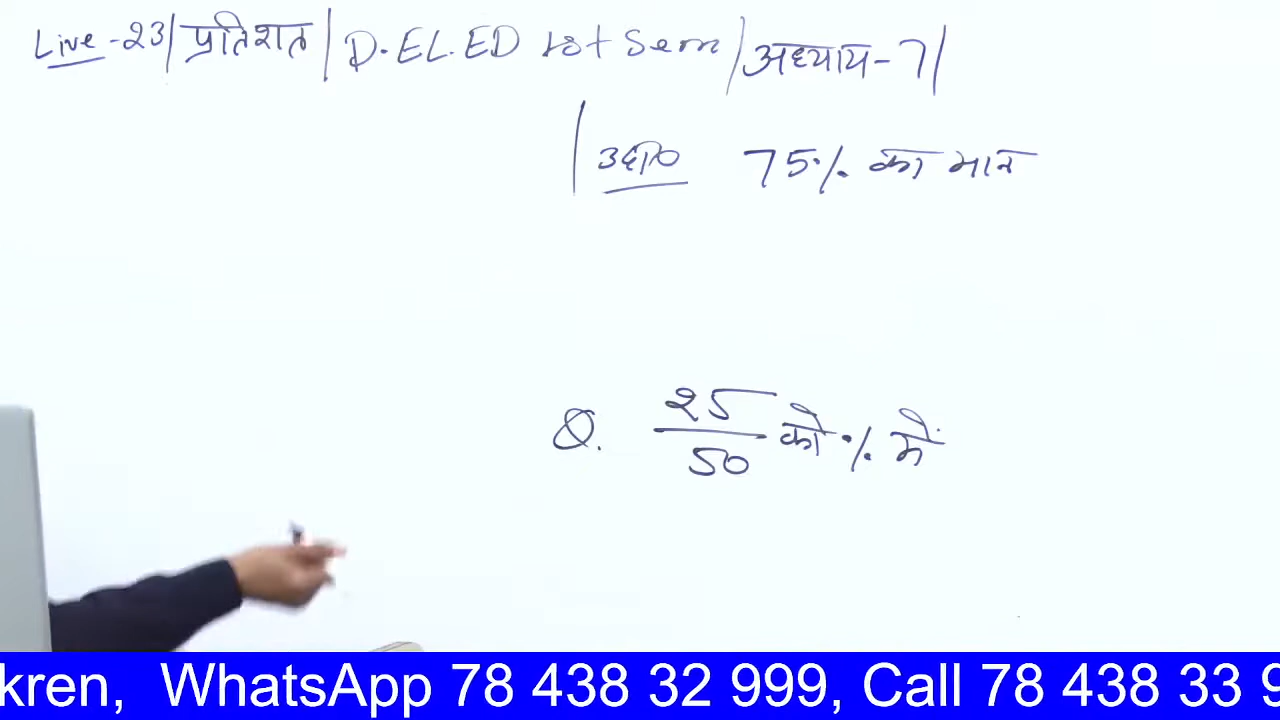 Live-23/प्रतिशत/D.EL.ED 1st Sem/अध्याय-7/
उदा० 75% का मान
Q. 25/50 को % में
kren, WhatsApp 78 438 32 999, Call 78 438 33 9